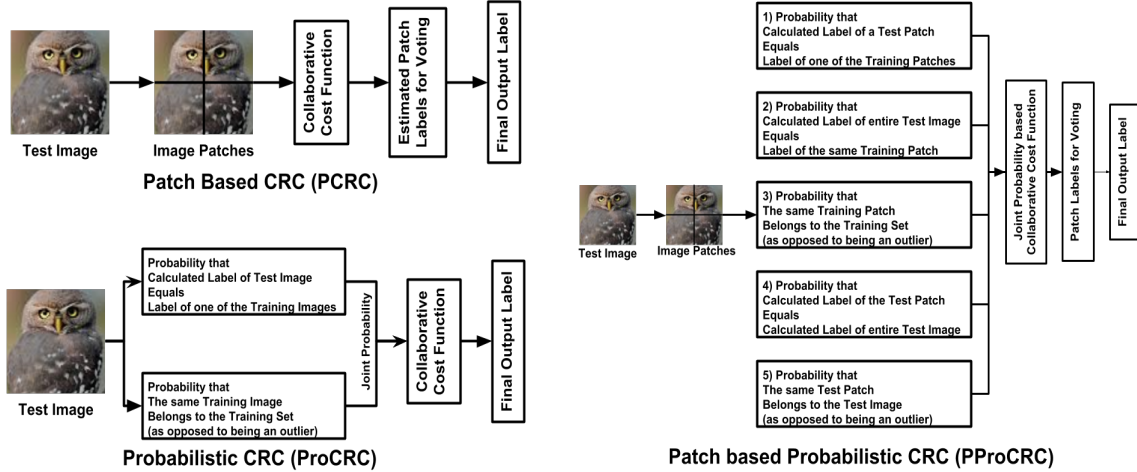 Test Image
Image Patches
Collaborative
Cost Function
Estimated Patch
Labels for Voting
Final Output Label
Patch Based CRC (PCRC)
Test Image
Probability that
Calculated Label of Test Image
Equals
Label of one of the Training Images
Probability that
The same Training Image
Belongs to the Training Set
(as opposed to being an outlier)
Joint Probability
Collaborative
Cost Function
Final Output Label
Probabilistic CRC (ProCRC)
Test Image
Image Patches
1) Probability that
Calculated Label of a Test Patch
Equals
Label of one of the Training Patches
2) Probability that
Calculated Label of entire Test Image
Equals
Label of the same Training Patch
3) Probability that
The same Training Patch
Belongs to the Training Set
(as opposed to being an outlier)
4) Probability that
Calculated Label of the Test Patch
Equals
Calculated Label of entire Test Image
5) Probability that
The same Test Patch
Belongs to the Test Image
(as opposed to being an outlier)
Joint Probability based
Collaborative Cost Function
Patch Labels for Voting
Final Output Label
Patch based Probabilistic CRC (PProCRC)